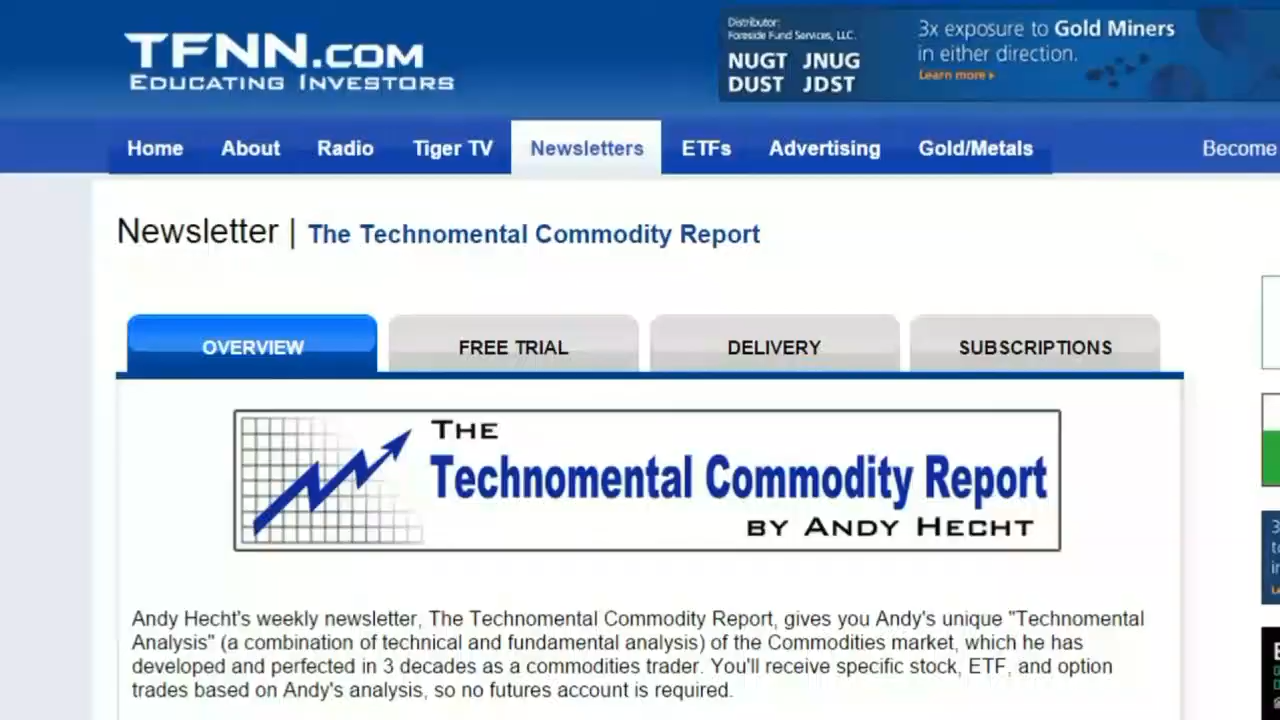 TFNN.COM
EDUCATING INVESTORS
Distributor:
Foreside Fund Services, LLC.
NUGT JNUG
DUST JDST
3x exposure to Gold Miners
in either direction.
Learn more
Home About Radio Tiger TV Newsletters ETFs Advertising Gold/Metals Become
Newsletter | The Technomental Commodity Report
OVERVIEW FREE TRIAL DELIVERY SUBSCRIPTIONS
THE
Technomental Commodity Report
BY ANDY HECHT
Andy Hecht's weekly newsletter, The Technomental Commodity Report, gives you Andy's unique "Technomental
Analysis" (a combination of technical and fundamental analysis) of the Commodities market, which he has
developed and perfected in 3 decades as a commodities trader. You'll receive specific stock, ETF, and option
trades based on Andy's analysis, so no futures account is required.